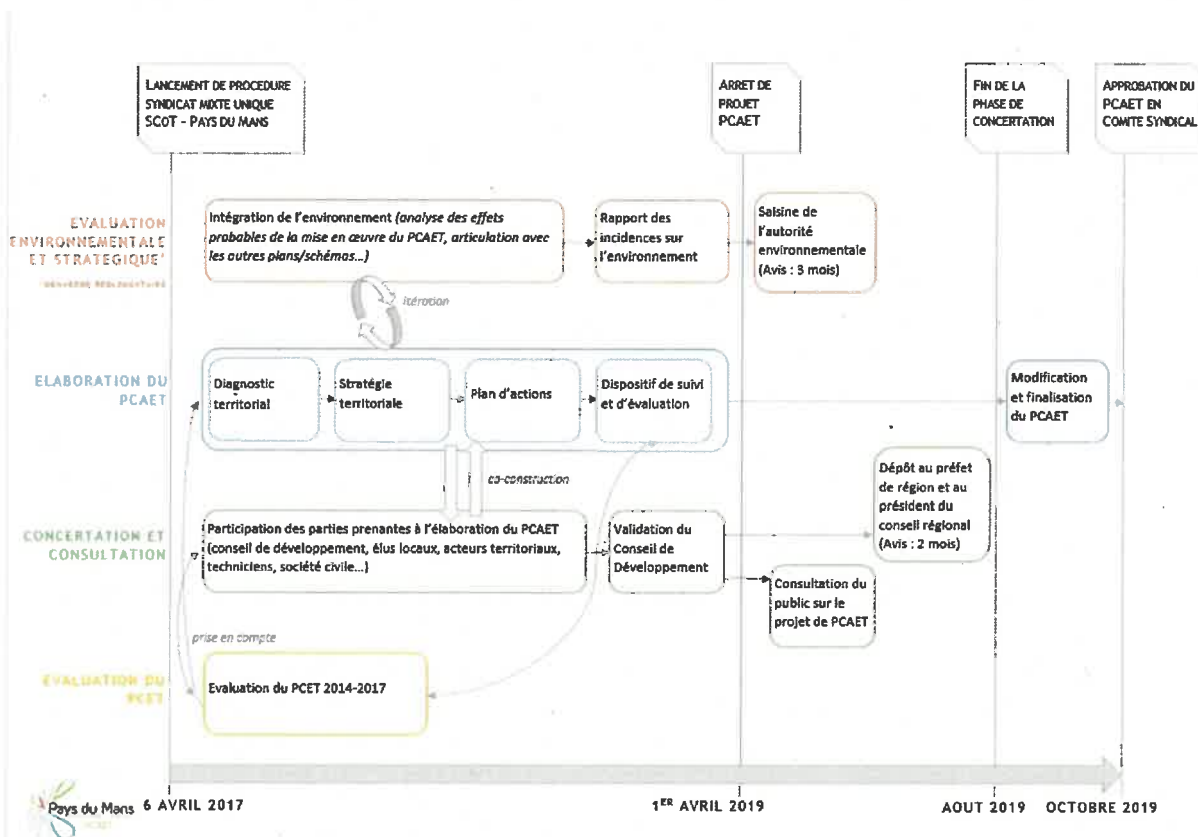 LANCEMENT DE PROCEDURE
SYNDICAT MIXTE UNIQUE
SCOT – PAYS DU MANS
ARRET DE
PROJET
PCAET
FIN DE LA
PHASE DE
CONCERTATION
APPROBATION DU
PCAET EN
COMITE SYNDICAL
EVALUATION
ENVIRONNEMENTALE
ET STRATEGIQUE*
Intégration de l'environnement (analyse des effets
probables de la mise en œuvre du PCAET, articulation avec
les autres plans/schémas...)
Rapport des
incidences sur
l'environnement
Saisine de
l'autorité
environnementale
(Avis : 3 mois)
itération
ELABORATION DU
PCAET
Diagnostic
territorial
Stratégie
territoriale
Plan d'actions
Dispositif de suivi
et d'évaluation
Modification
et finalisation
du PCAET
co-construction
CONCERTATION ET
CONSULTATION
Participation des parties prenantes à l'élaboration du PCAET
(conseil de développement, élus locaux, acteurs territoriaux,
techniciens, société civile...)
Validation du
Conseil de
Développement
Dépôt au préfet
de région et au
président du
conseil régional
(Avis : 2 mois)
Consultation du
public sur le
projet de PCAET
prise en compte
EVALUATION DU
PCET
Evaluation du PCET 2014-2017
Pays du Mans
6 AVRIL 2017
1ER AVRIL 2019
AOUT 2019
OCTOBRE 2019